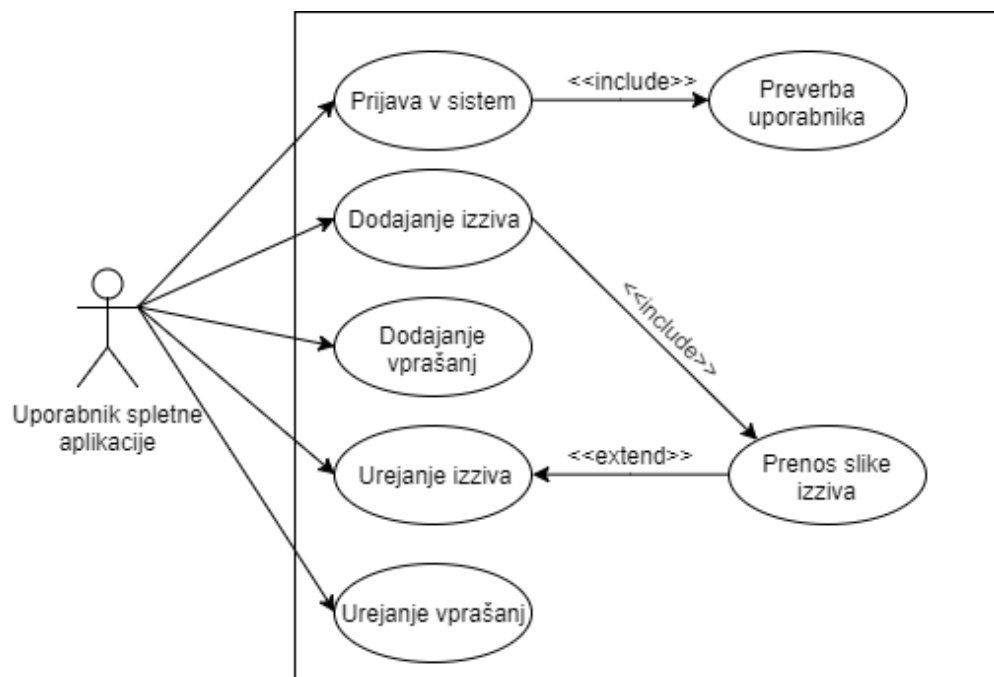 Prijava v sistem
<<include>>
Preverba
uporabnika
Dodajanje izziva
<<include>>
Dodajanje
vprašanj
Uporabnik spletne
aplikacije
Urejanje izziva
<<extend>>
Prenos slike
izziva
Urejanje vprašanj